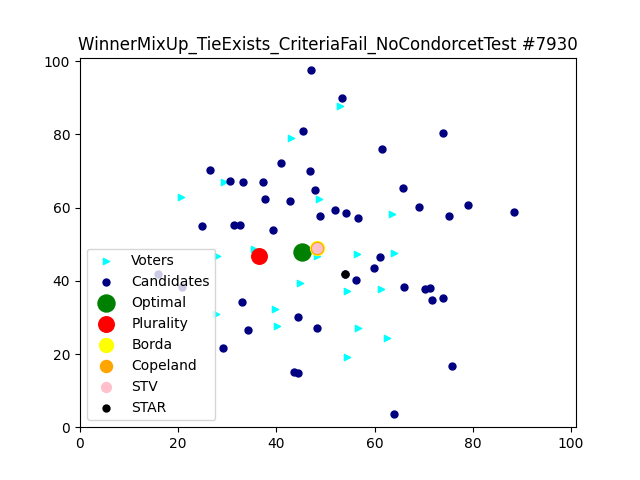 WinnerMixUp_TieExists_CriteriaFail_NoCondorcetTest #7930
100
80
60
40
20
0
Voters
Candidates
Optimal
Plurality
Borda
Copeland
STV
STAR
0 20 40 60 80 100